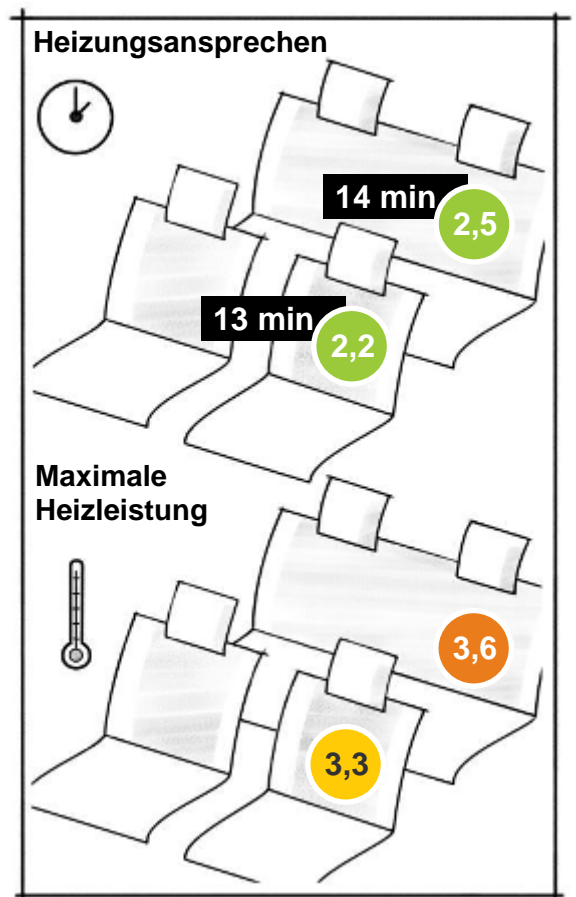 Heizungsansprechen
14 min
2,5
13 min
2,2
Maximale
Heizleistung
3,6
3,3